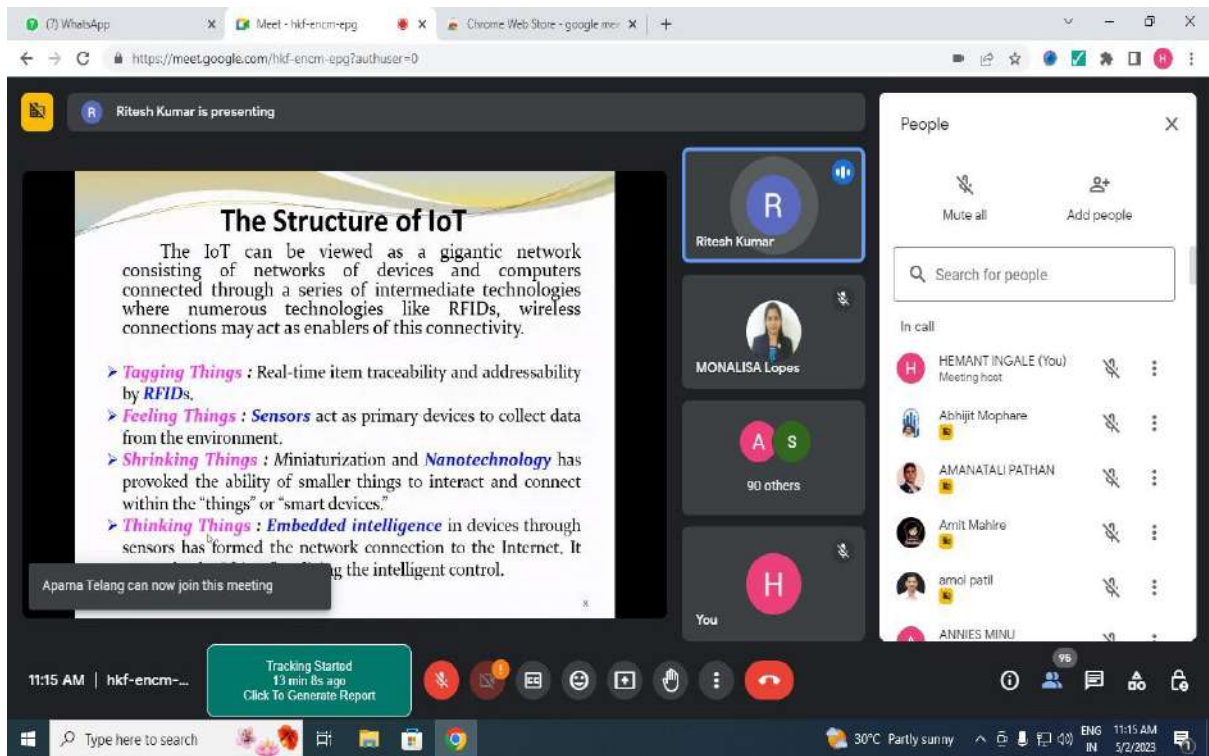 (7) WhatsApp
Meet - hkf-encm-epg
Chrome Web Store - google me
https://meet.google.com/hkf-encm-epg?authuser=0
H
R
Ritesh Kumar is presenting
The Structure of IoT
The IoT can be viewed as a gigantic network
consisting of networks of devices and computers
connected through a series of intermediate technologies
where numerous technologies like RFIDs, wireless
connections may act as enablers of this connectivity.
Tagging Things : Real-time item traceability and addressability
by RFIDs.
Feeling Things : Sensors act as primary devices to collect data
from the environment.
Shrinking Things : Miniaturization and Nanotechnology has
provoked the ability of smaller things to interact and connect
within the “things” or “smart devices.”
Thinking Things : Embedded intelligence in devices through
sensors has formed the network connection to the Internet. It
ng the intelligent control.
8
Aparna Telang can now join this meeting
R
Ritesh Kumar
MONALISA Lopes
A S
90 others
H
You
People
Mute all
Add people
Search for people
In call
H
HEMANT INGALE (You)
Meeting host
Abhijit Mophare
AMANATALI PATHAN
Amit Mahire
amol patil
ANNIES MINU
11:15 AM | hkf-encm-...
Tracking Started
13 min 8s ago
Click To Generate Report
CC
95
Type here to search
30°C Partly sunny
ENG
IN
11:15 AM
5/2/2023